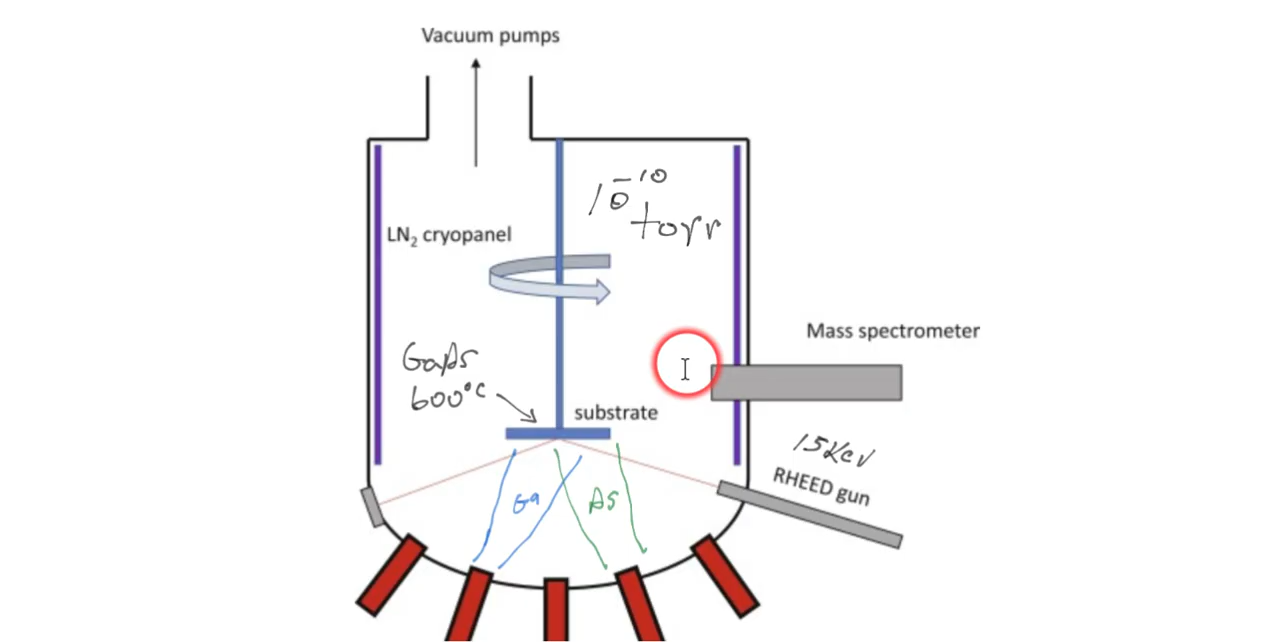 Vacuum pumps
10^-10
torr
LN₂ cryopanel
Mass spectrometer
GaAs
600°C
substrate
15KeV
RHEED gun
Ga
As